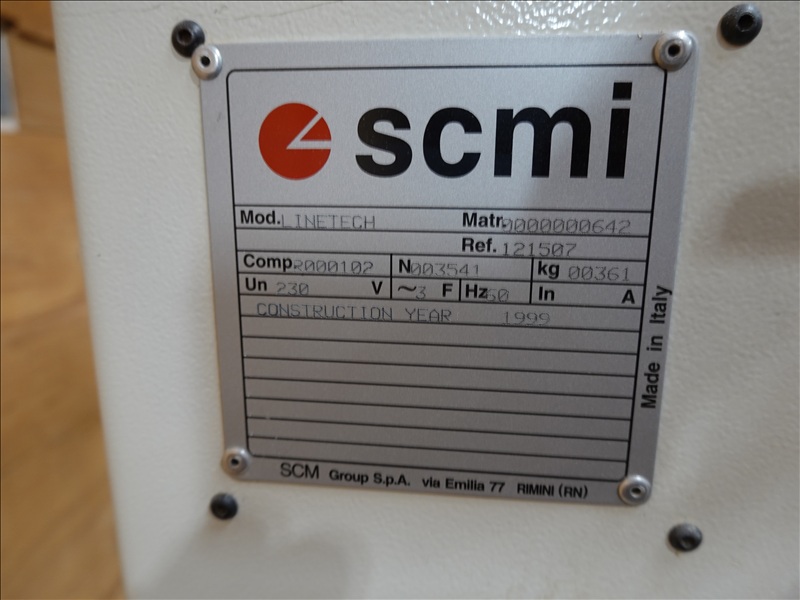 scmi
Mod. LINETECH Matr. 0000000642
Ref. 121507
Comp. 2000102 N 003541 kg 00361
Un 230 V ~ 3 F Hz 60 In A
CONSTRUCTION YEAR 1999
Made in Italy
SCM Group S.p.A. via Emilia 77 RIMINI (RN)